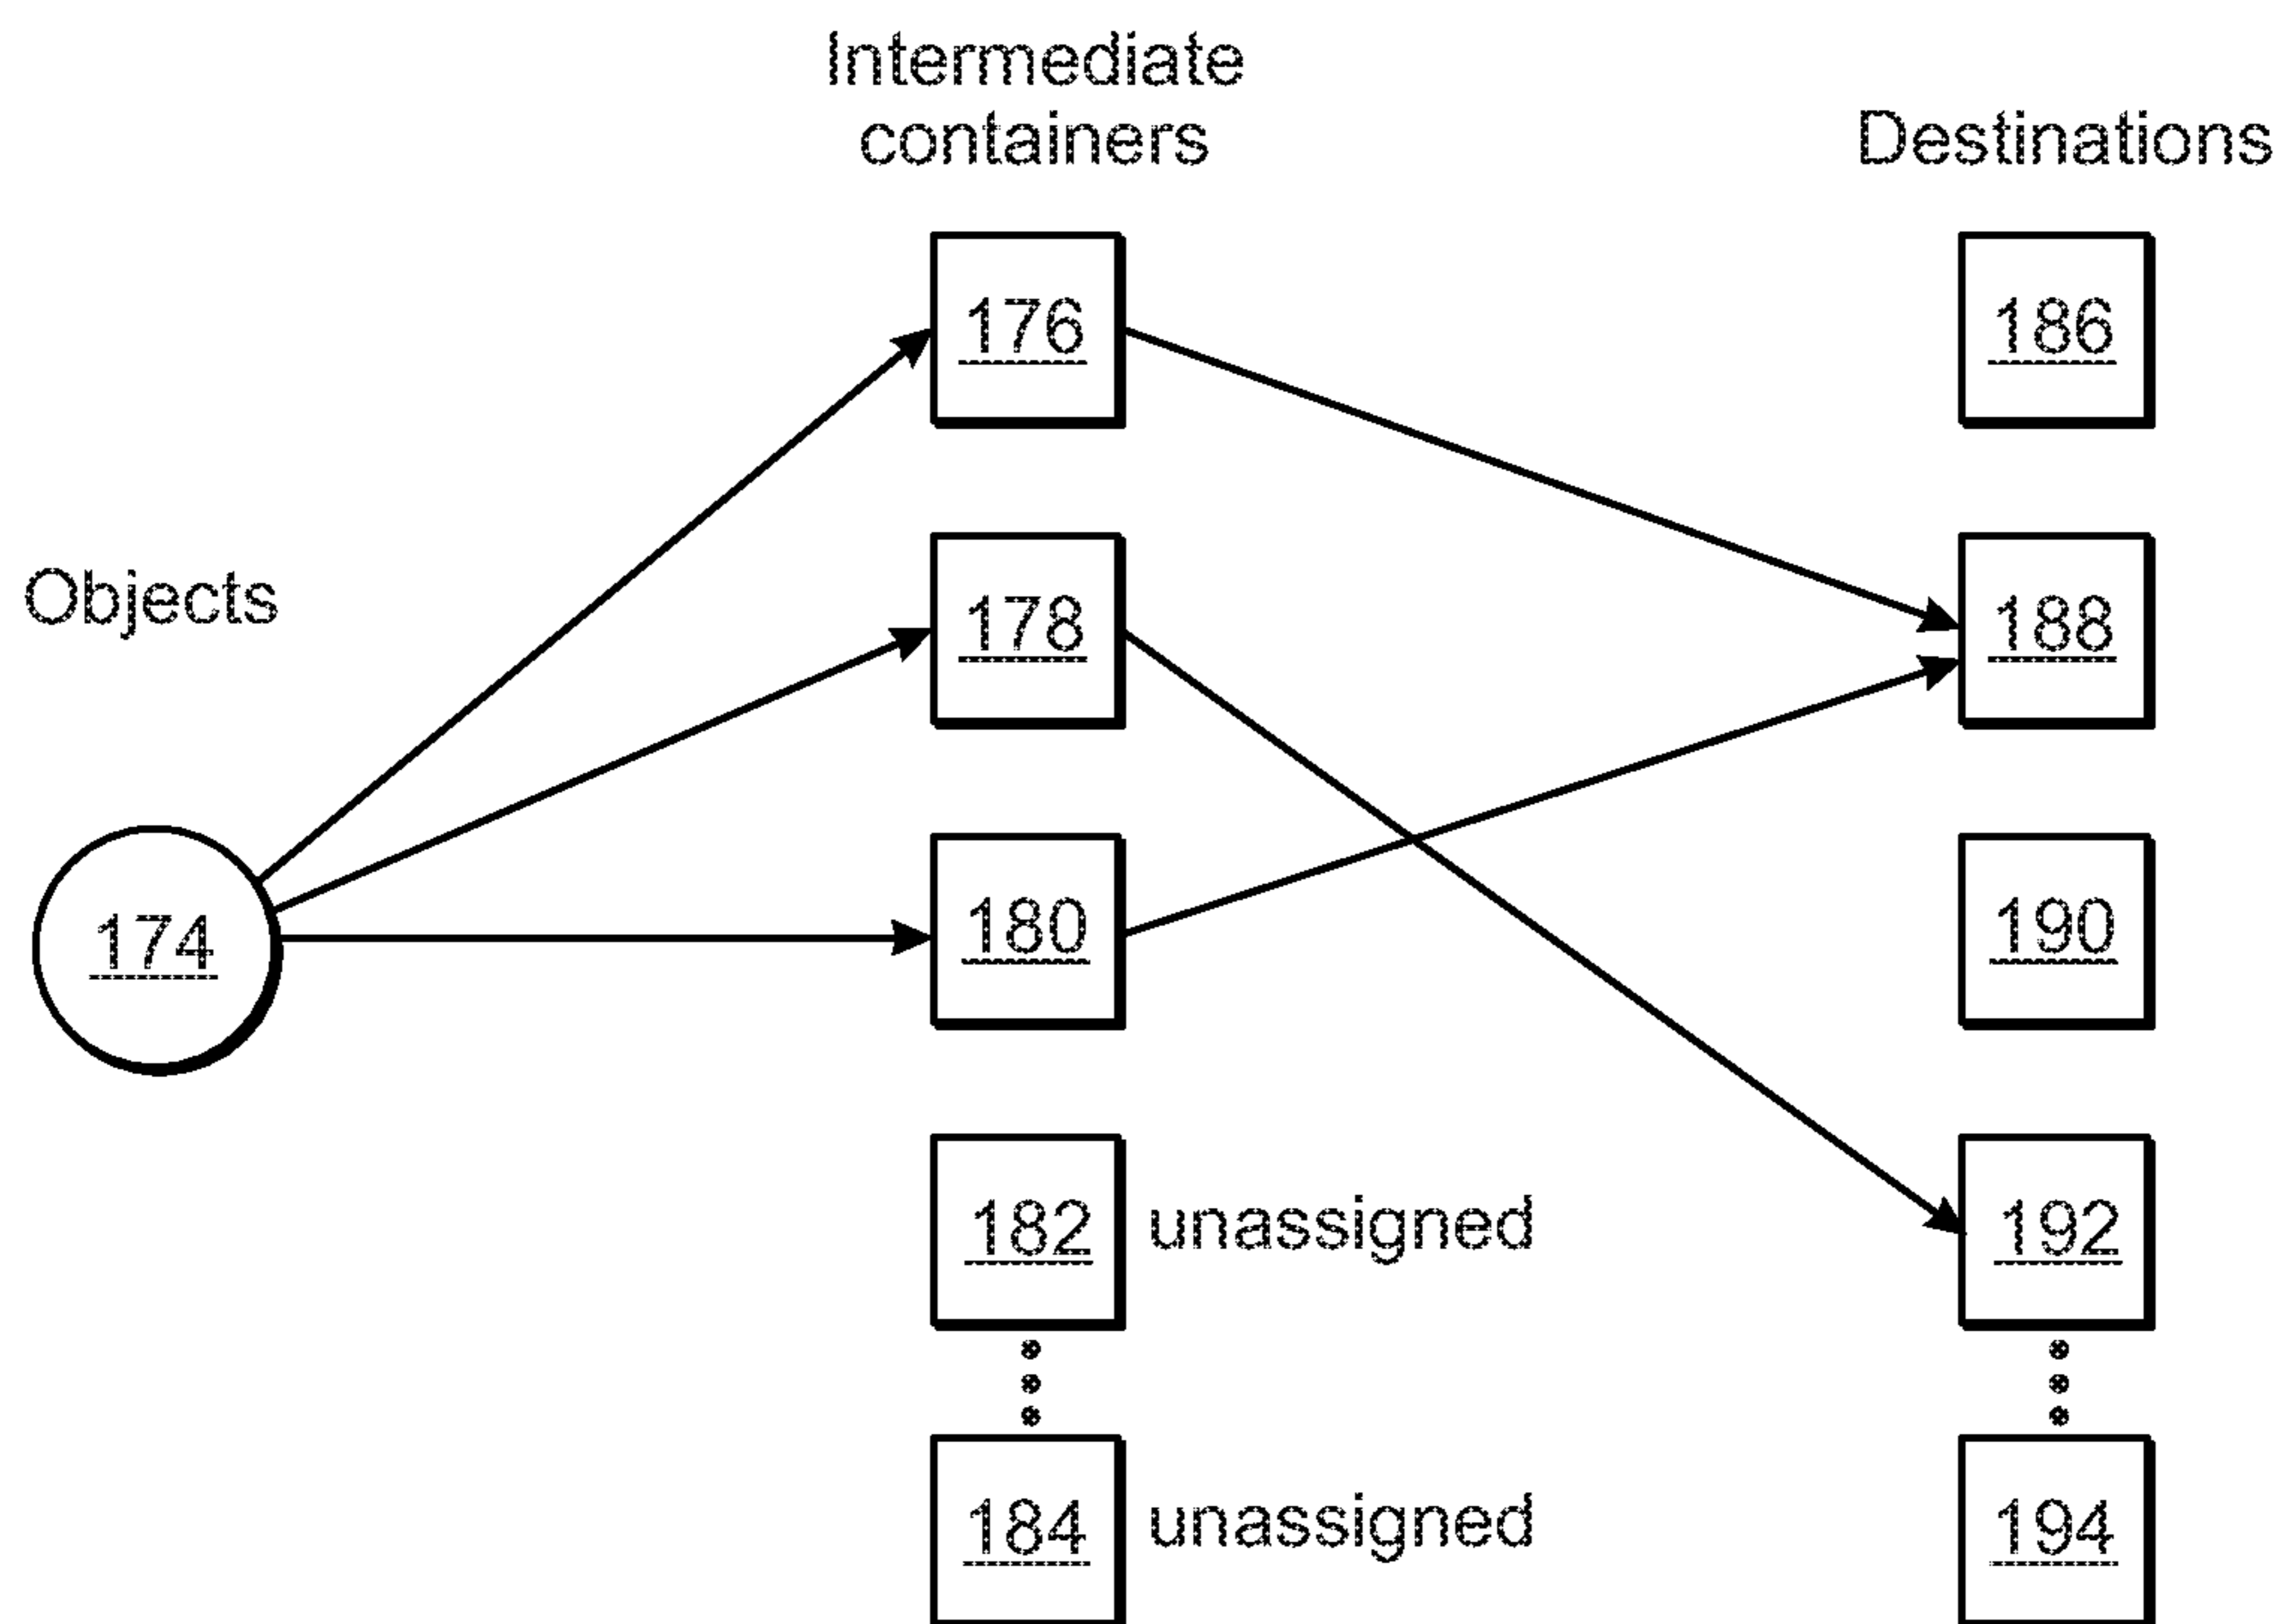 Intermediate
containers
Destinations
176
186
Objects
178
188
174
180
190
182 unassigned
192
184 unassigned
194